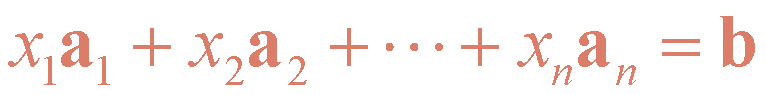 x₁a₁ + x₂a₂ + ⋯ + xₙaₙ = b